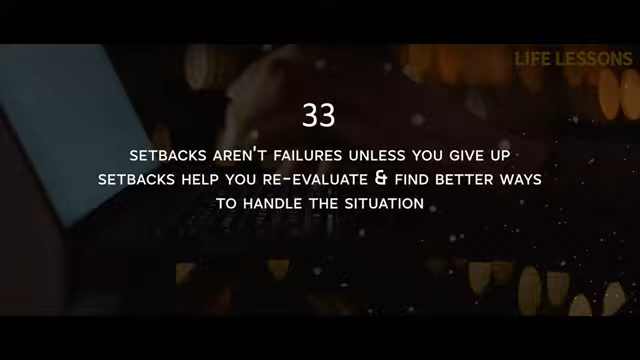 LIFE LESSONS
33
SETBACKS AREN'T FAILURES UNLESS YOU GIVE UP
SETBACKS HELP YOU RE-EVALUATE & FIND BETTER WAYS
TO HANDLE THE SITUATION